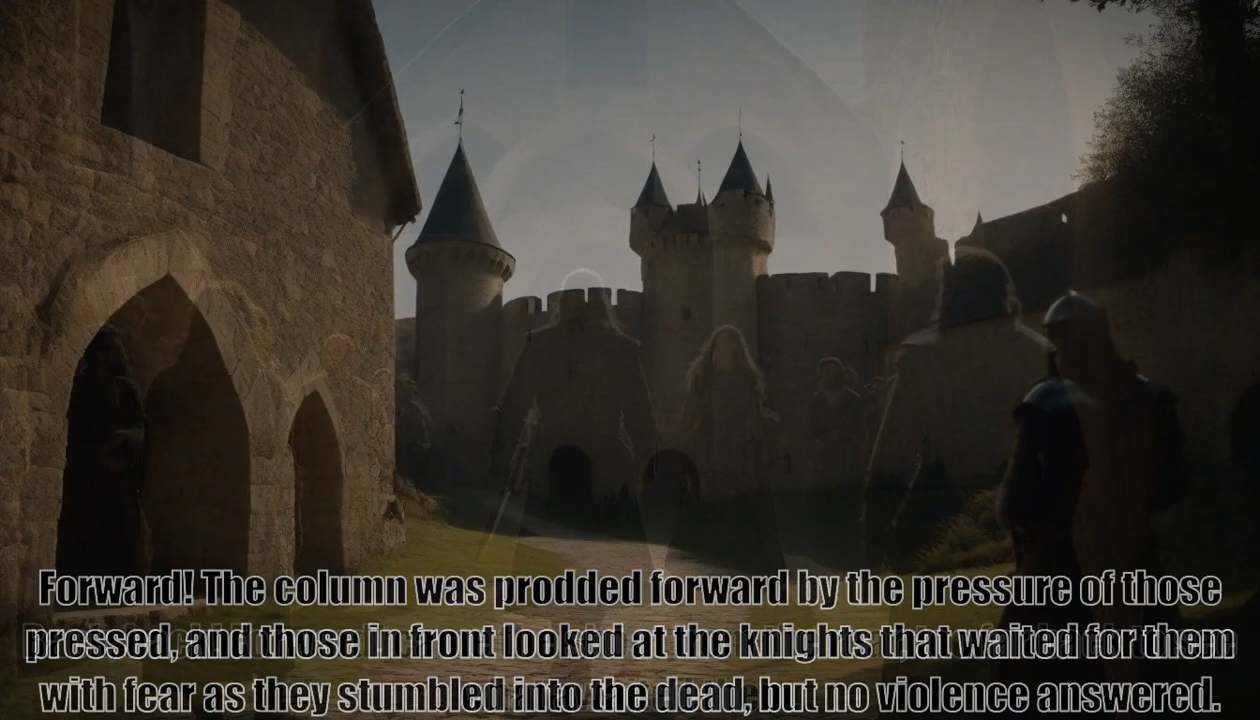 Forward! The column was prodded forward by the pressure of those
pressed, and those in front looked at the knights that waited for them
with fear as they stumbled into the dead, but no violence answered.